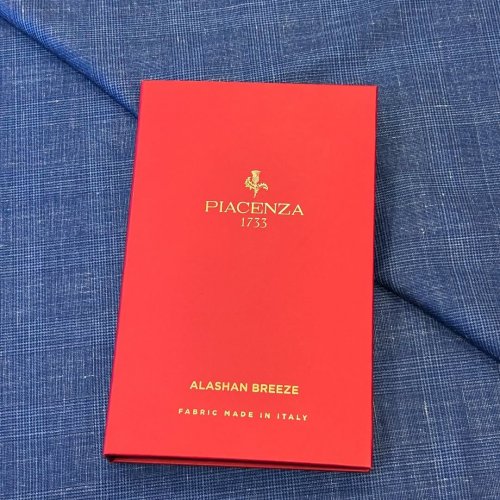 PIACENZA
1733
ALASHAN BREEZE
FABRIC MADE IN ITALY